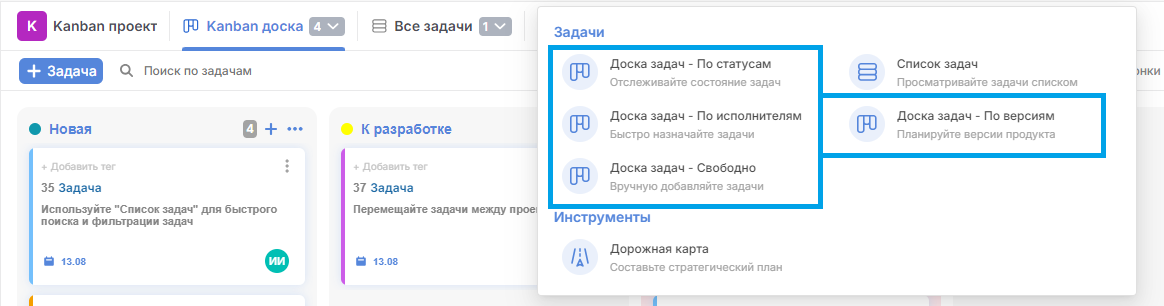 K Kanban проект
Kanban доска 4
Все задачи 1
+ Задача
Поиск по задачам
Новая 4 + •••
+ Добавить тег
35 Задача
Используйте "Список задач" для быстрого
поиска и фильтрации задач
13.08
ИИ
К разработке
+ Добавить тег
37 Задача
Перемещайте задачи между прое
13.08
Задачи
Доска задач - По статусам
Отслеживайте состояние задач
Доска задач - По исполнителям
Быстро назначайте задачи
Доска задач - Свободно
Вручную добавляйте задачи
Список задач
Просматривайте задачи списком
Доска задач - По версиям
Планируйте версии продукта
Инструменты
Дорожная карта
Составьте стратегический план
онки